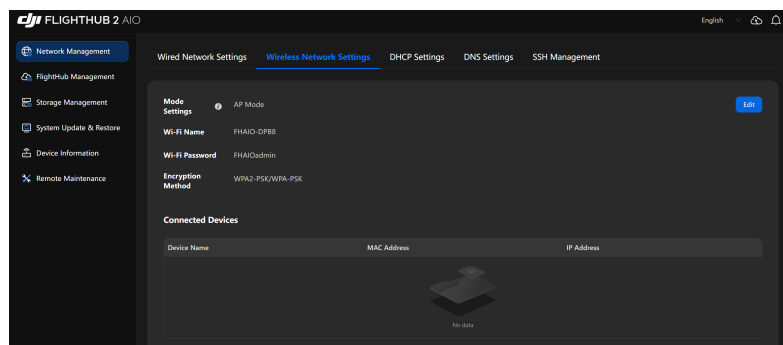 dji FLIGHTHUB 2 AIO
English
Network Management
FlightHub Management
Storage Management
System Update & Restore
Device Information
Remote Maintenance
Wired Network Settings Wireless Network Settings DHCP Settings DNS Settings SSH Management
Mode Settings AP Mode
Edit
Wi-Fi Name FHAIO-DPB8
Wi-Fi Password FHAIOadmin
Encryption Method WPA2-PSK/WPA-PSK
Connected Devices
Device Name MAC Address IP Address
No data